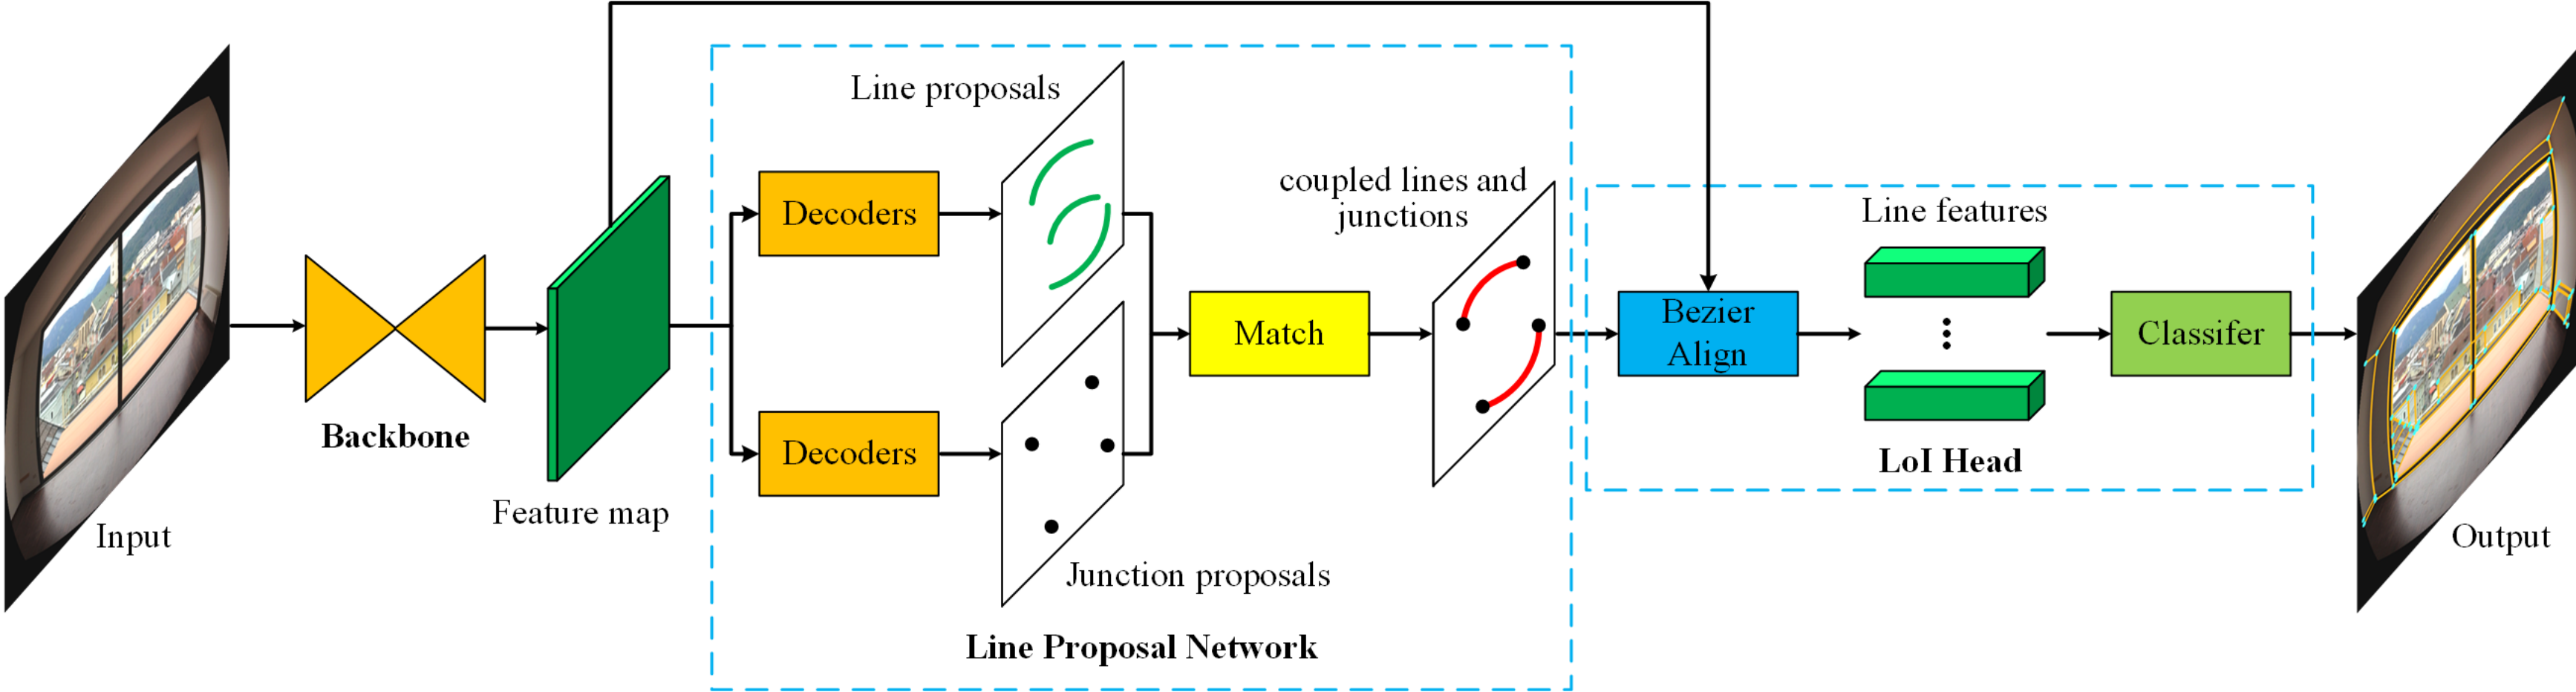 Input
Backbone
Feature map
Decoders
Decoders
Line proposals
Junction proposals
Match
coupled lines and
junctions
Line Proposal Network
Bezier
Align
Line features
LoI Head
Classifer
Output